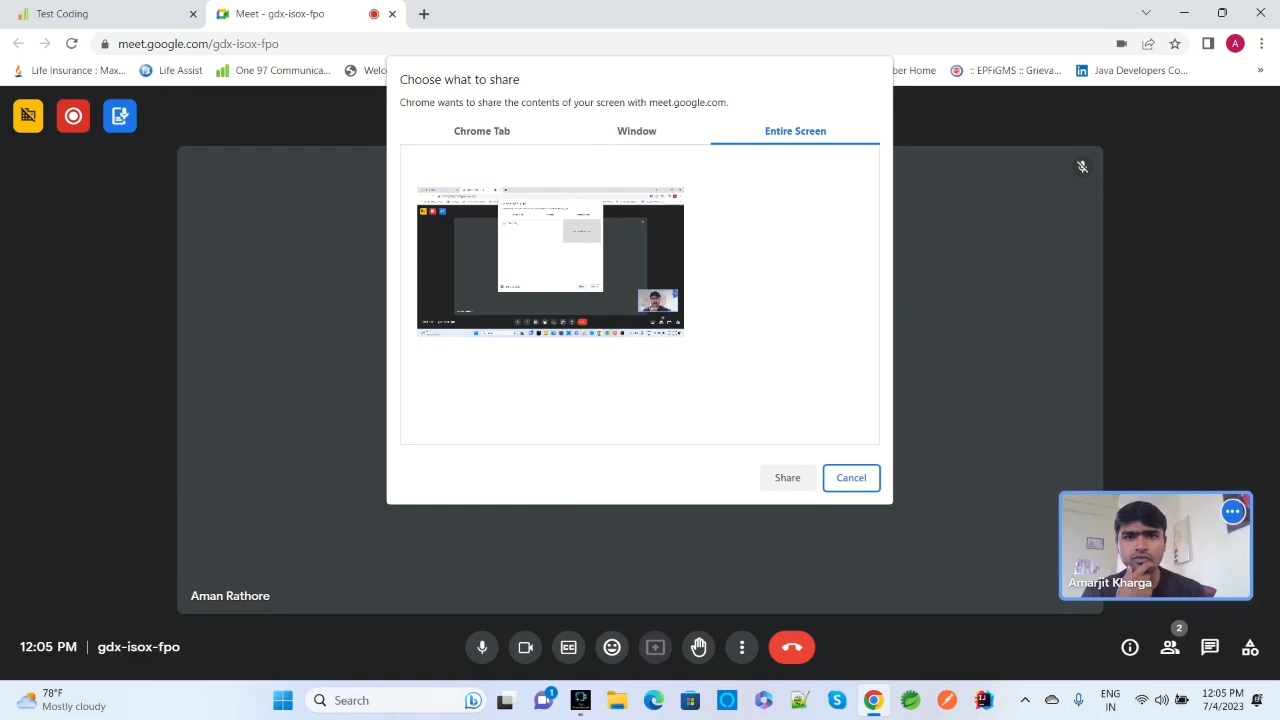 Test Coding
Meet - gdx-isox-fpo
meet.google.com/gdx-isox-fpo
A
Life Insurance : Max...
Life Assist
One 97 Communica...
Welc
ber Home
:: EPFiGMS :: Grieva...
Java Developers Co...
»
Choose what to share
Chrome wants to share the contents of your screen with meet.google.com.
Chrome Tab
Window
Entire Screen
Share
Cancel
Amarjit Kharga
Aman Rathore
2
12:05 PM | gdx-isox-fpo
78°F
Mostly cloudy
Search
1
ENG
IN
12:05 PM
7/4/2023